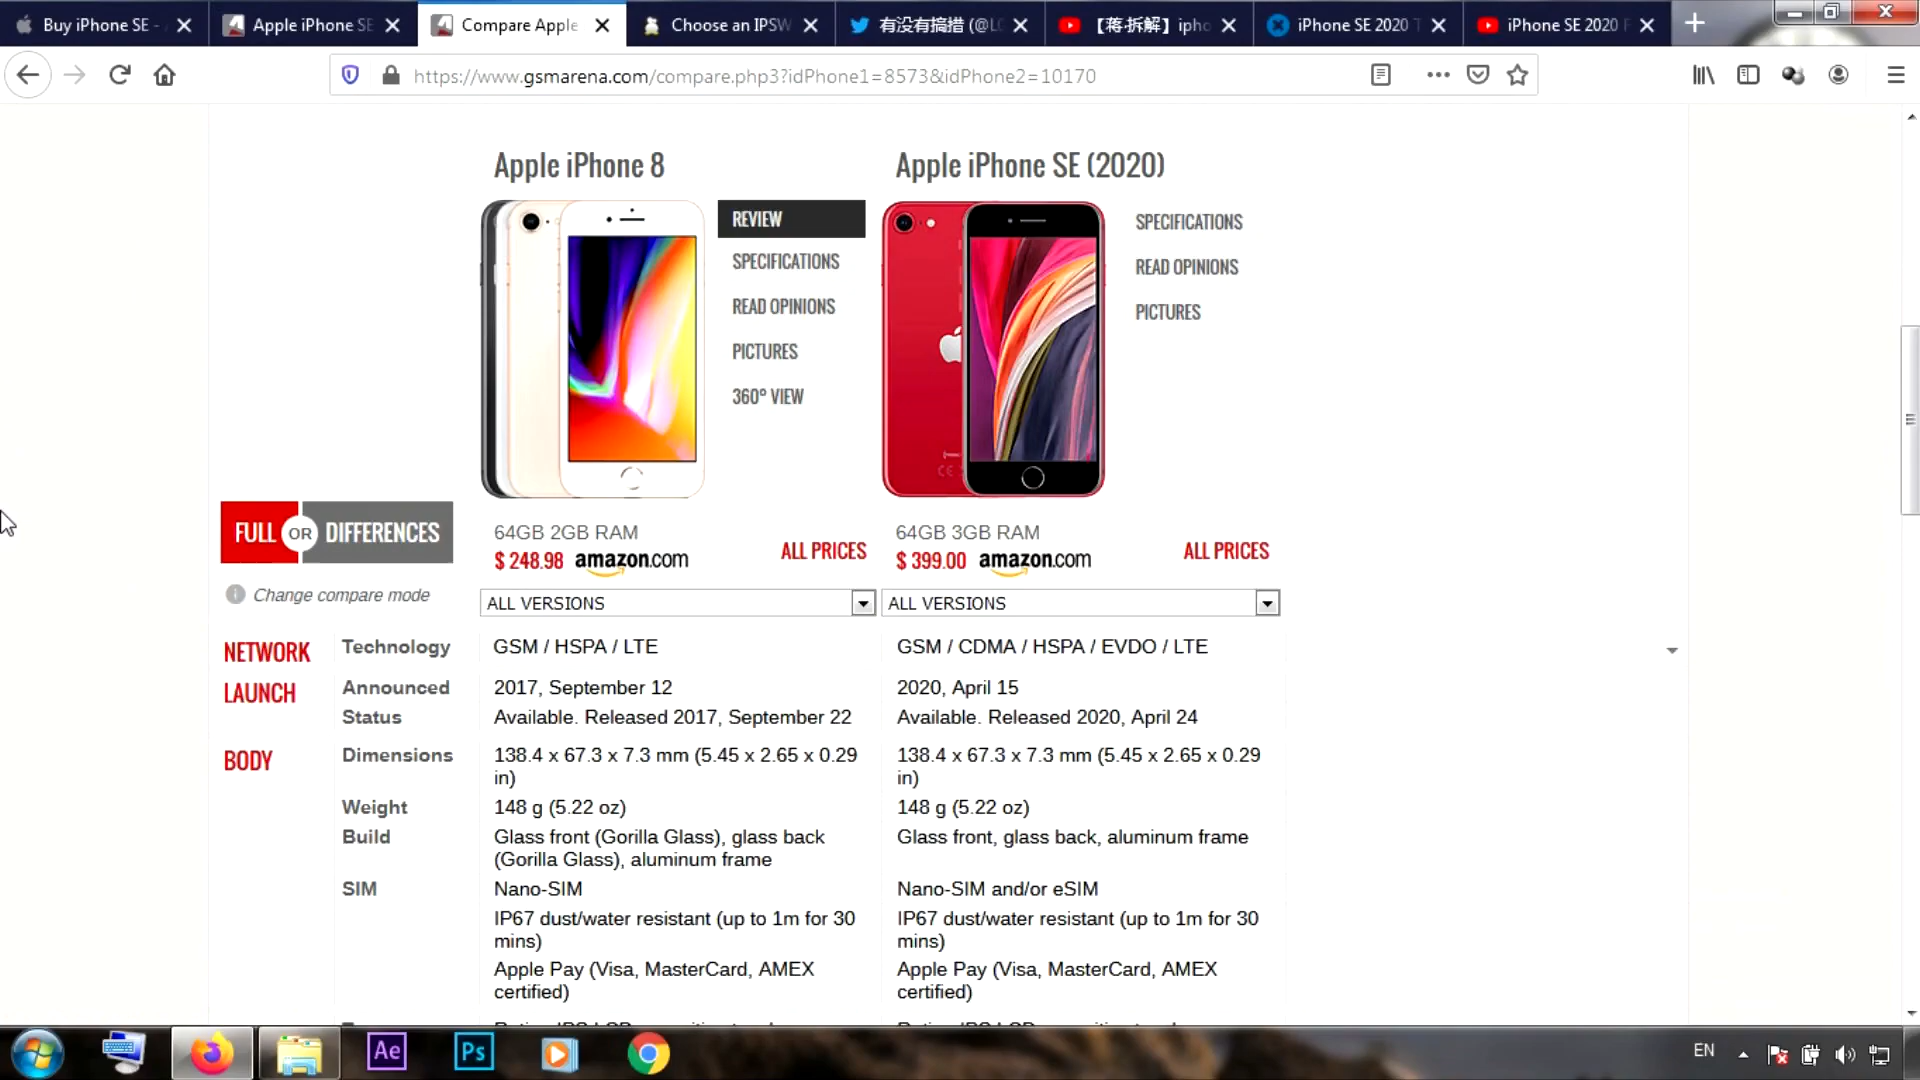 Buy iPhone SE -
Apple iPhone SE
Compare Apple
Choose an IPSW
有没有搞措 (@L
【蒋·拆解】iph
iPhone SE 2020
iPhone SE 2020
https://www.gsmarena.com/compare.php3?idPhone1=8573&idPhone2=10170
Apple iPhone 8
Apple iPhone SE (2020)
REVIEW
SPECIFICATIONS
READ OPINIONS
PICTURES
360° VIEW
SPECIFICATIONS
READ OPINIONS
PICTURES
FULL OR DIFFERENCES
Change compare mode
64GB 2GB RAM
$ 248.98 amazon.com
ALL PRICES
64GB 3GB RAM
$ 399.00 amazon.com
ALL PRICES
ALL VERSIONS
ALL VERSIONS
NETWORK Technology GSM / HSPA / LTE GSM / CDMA / HSPA / EVDO / LTE
LAUNCH Announced 2017, September 12 2020, April 15
Status Available. Released 2017, September 22 Available. Released 2020, April 24
BODY Dimensions 138.4 x 67.3 x 7.3 mm (5.45 x 2.65 x 0.29 138.4 x 67.3 x 7.3 mm (5.45 x 2.65 x 0.29
in) in)
Weight 148 g (5.22 oz) 148 g (5.22 oz)
Build Glass front (Gorilla Glass), glass back Glass front, glass back, aluminum frame
(Gorilla Glass), aluminum frame
SIM Nano-SIM Nano-SIM and/or eSIM
IP67 dust/water resistant (up to 1m for 30 IP67 dust/water resistant (up to 1m for 30
mins) mins)
Apple Pay (Visa, MasterCard, AMEX Apple Pay (Visa, MasterCard, AMEX
certified) certified)
Ae
Ps
EN